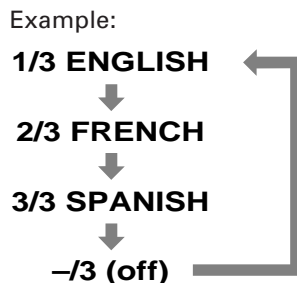 Example:
1/3 ENGLISH
2/3 FRENCH
3/3 SPANISH
–/3 (off)